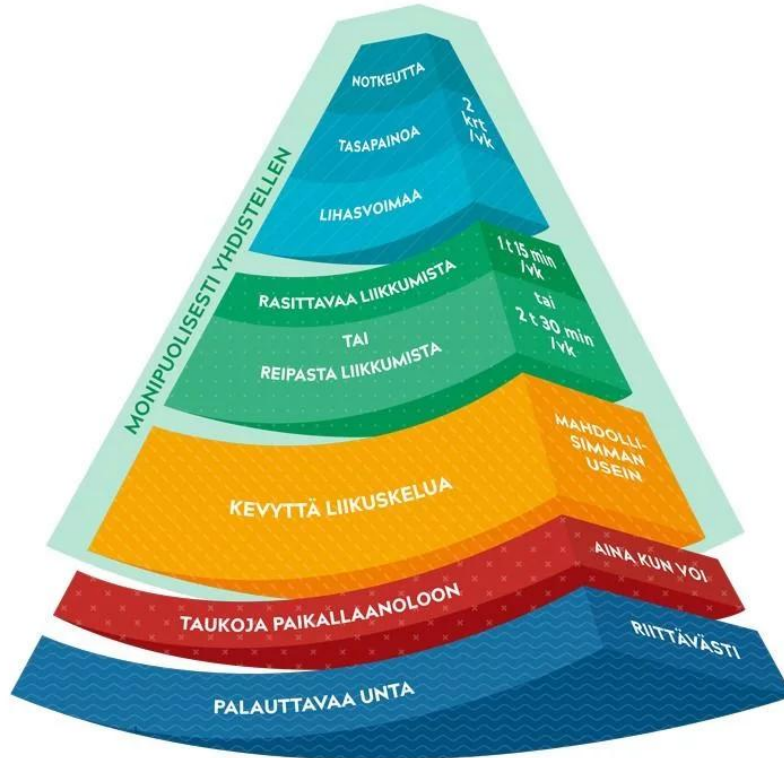 MONIPUOLISESTI YHDISTELLEN
NOTKEUTTA
TASAPAINOA
LIHASVOIMAA
2
krt
/vk
RASITTAVAA LIIKKUMISTA
1 t 15 min
/vk
TAI
REIPASTA LIIKKUMISTA
tai
2 t 30 min
/vk
KEVYTTÄ LIIKUSKELUA
MAHDOLLI-
SIMMAN
USEIN
TAUKOJA PAIKALLAANOLOON
AINA KUN VOI
PALAUTTAVAA UNTA
RIITTÄVÄSTI